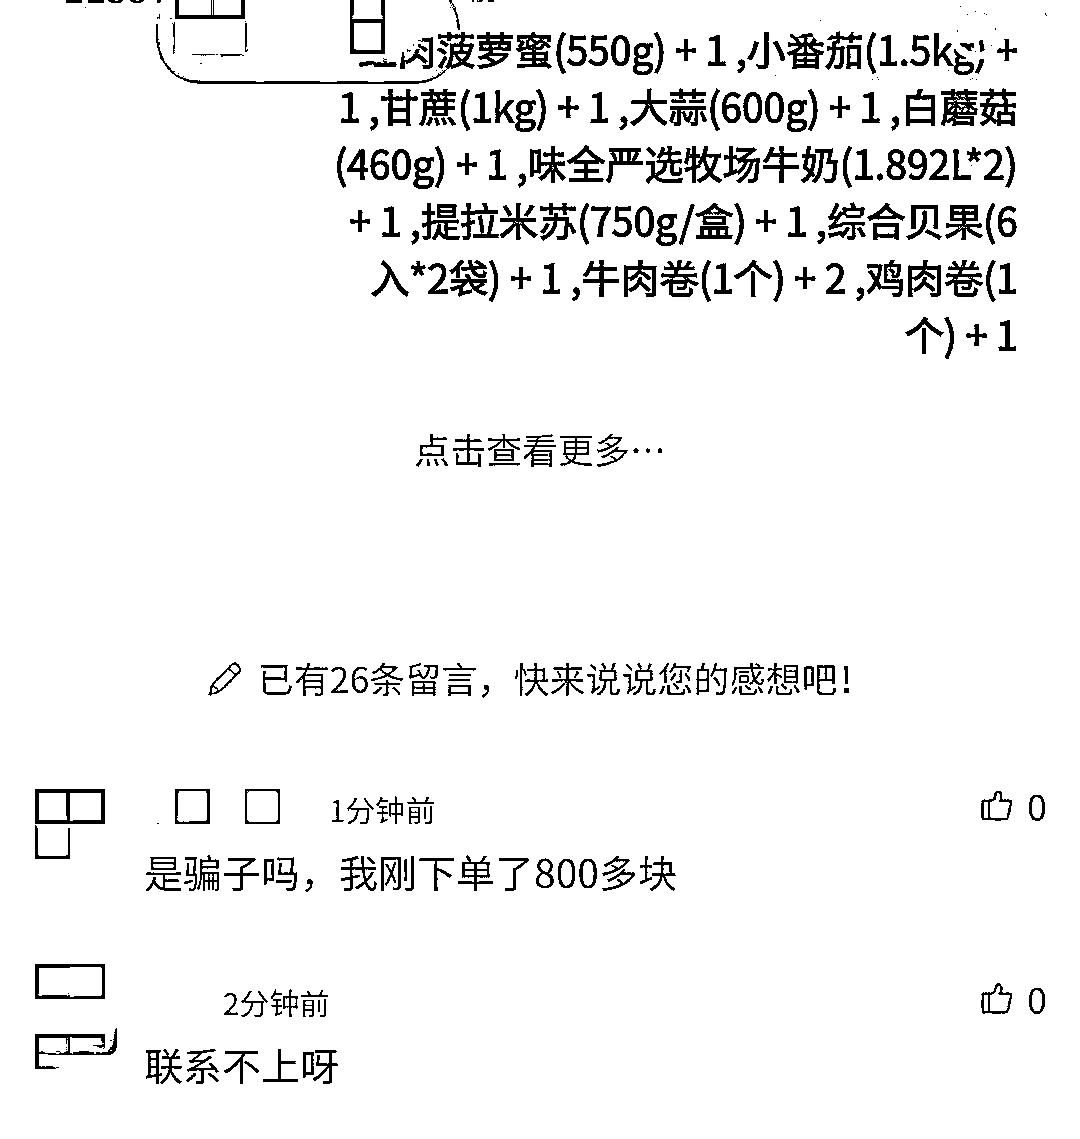 肉菠萝蜜(550g) + 1 ,小番茄(1.5kg) +
1 ,甘蔗(1kg) + 1 ,大蒜(600g) + 1 ,白蘑菇
(460g) + 1 ,味全严选牧场牛奶(1.892L*2)
+ 1 ,提拉米苏(750g/盒) + 1 ,综合贝果(6
入*2袋) + 1 ,牛肉卷(1个) + 2 ,鸡肉卷(1
个) + 1
点击查看更多…
已有26条留言，快来说说您的感想吧!
1分钟前 0
是骗子吗，我刚下单了800多块
2分钟前 0
联系不上呀